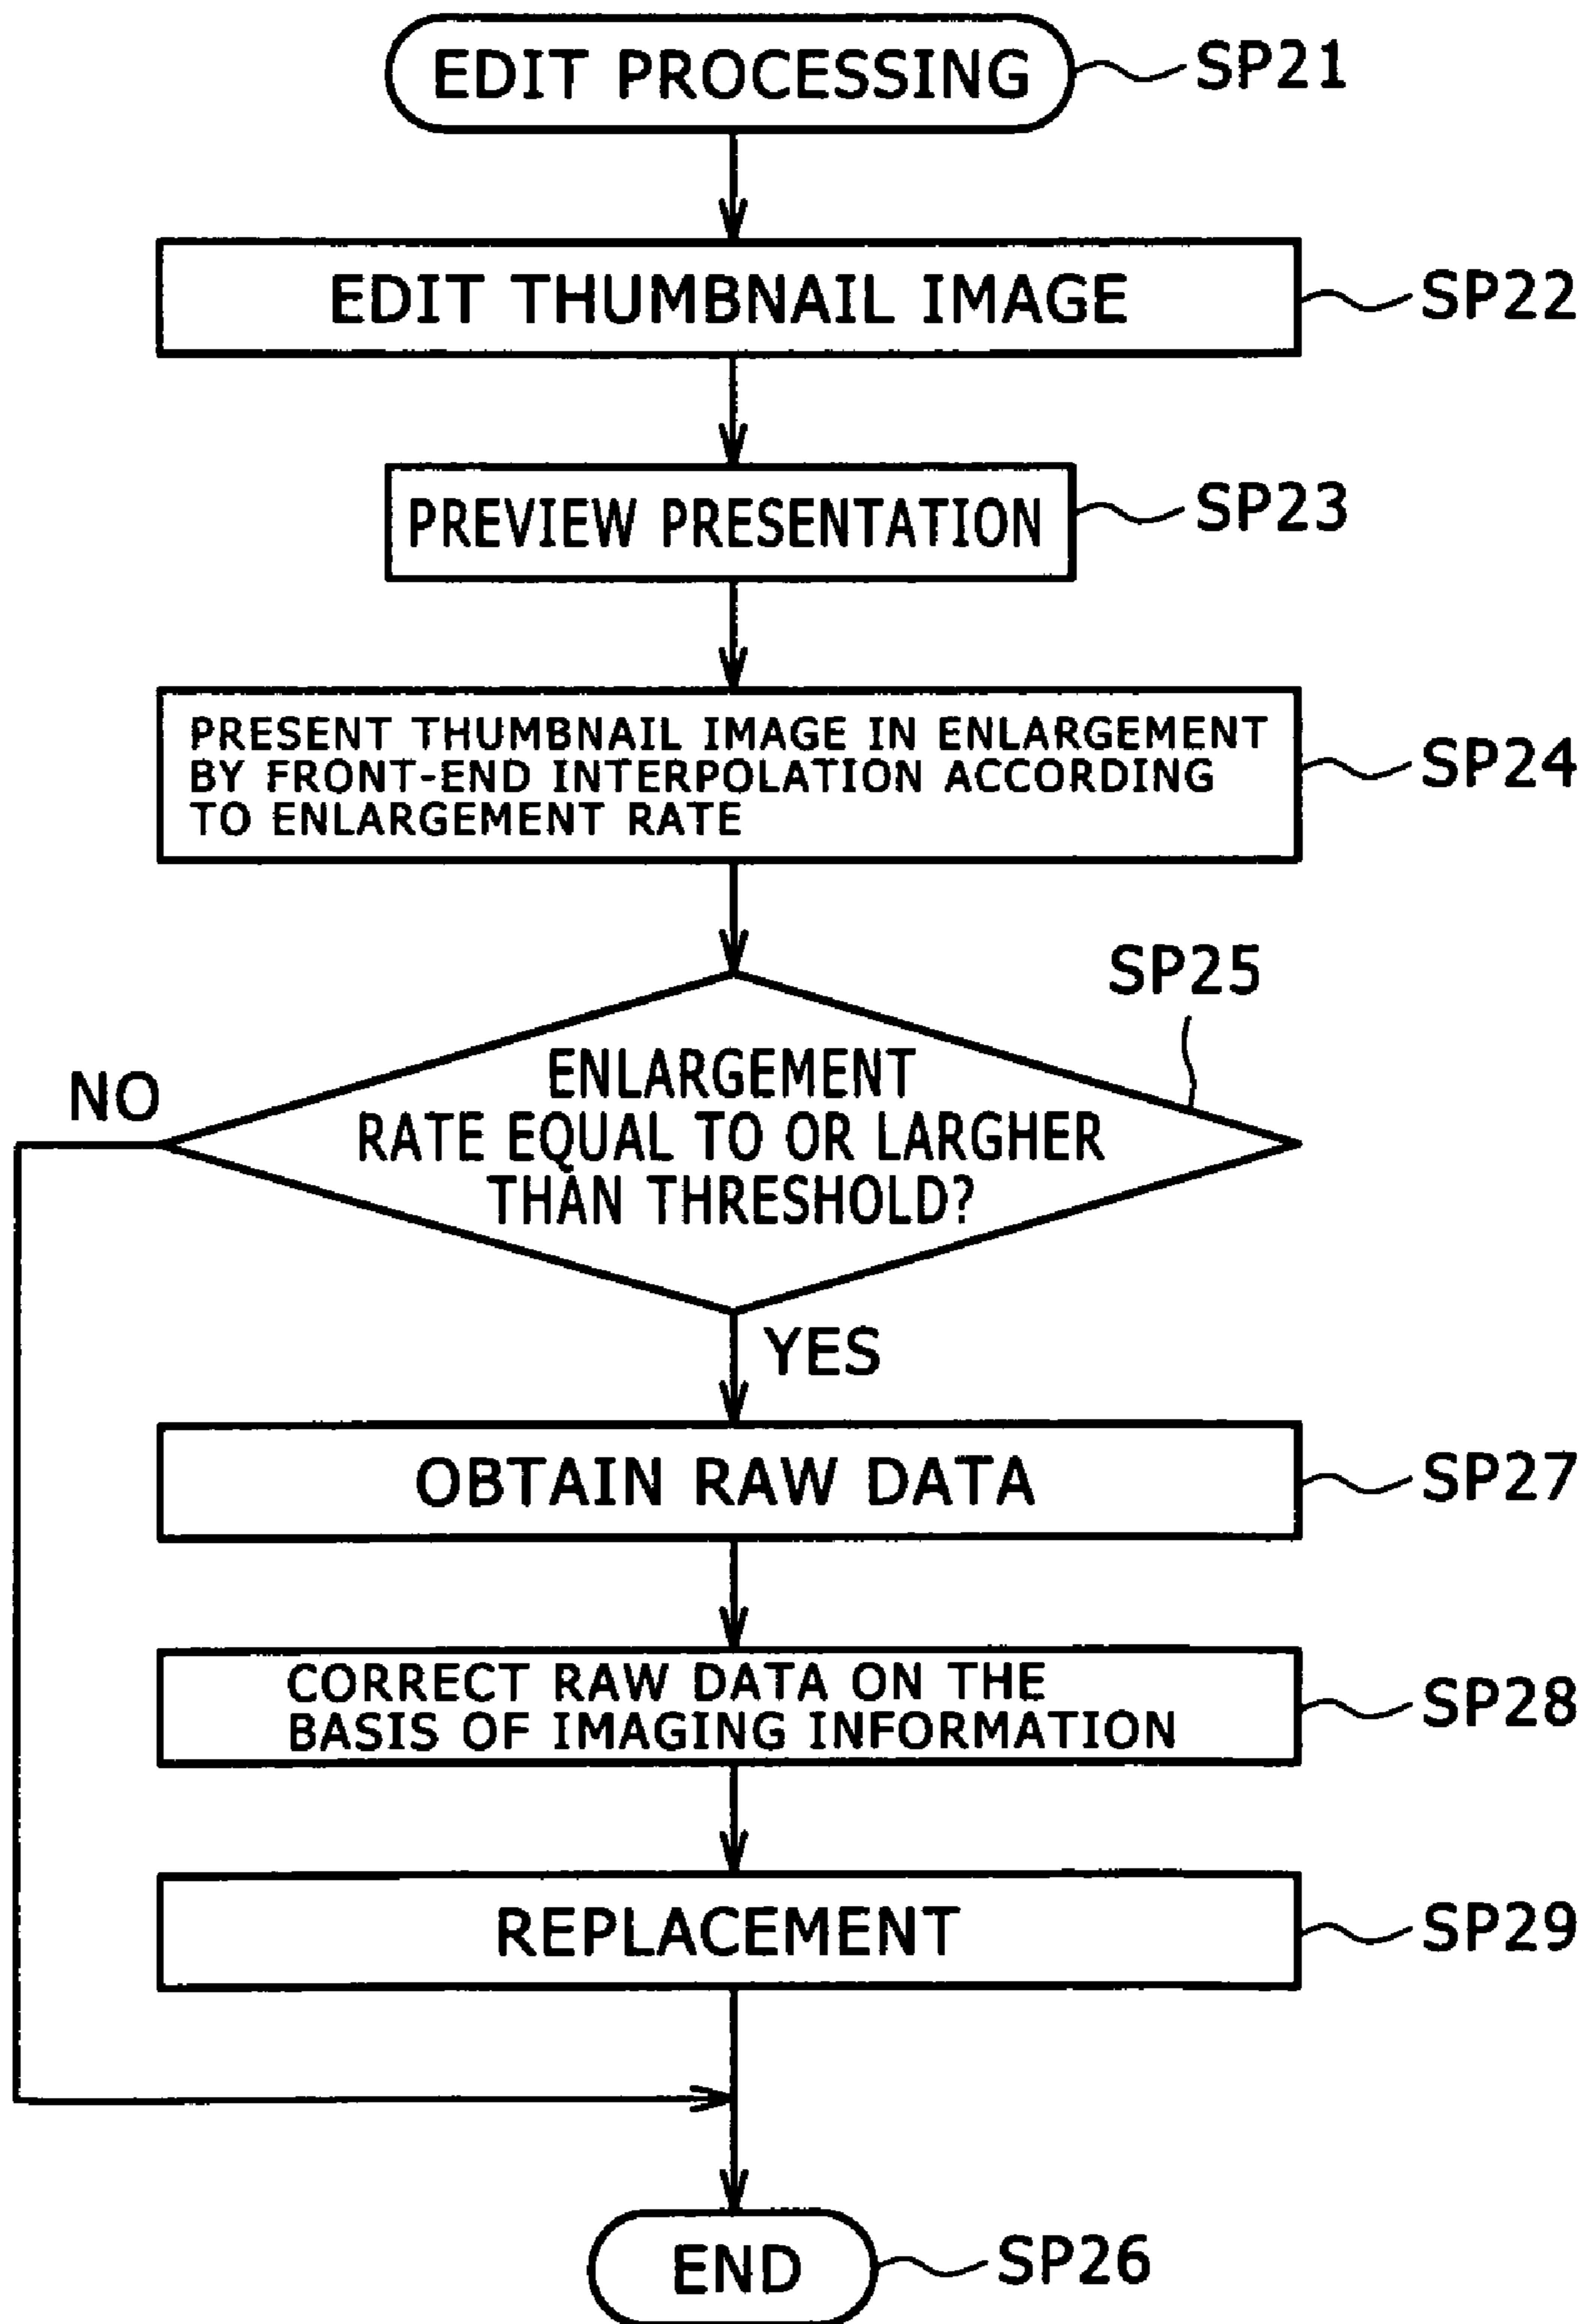 EDIT PROCESSING
SP21
EDIT THUMBNAIL IMAGE
SP22
PREVIEW PRESENTATION
SP23
PRESENT THUMBNAIL IMAGE IN ENLARGEMENT
BY FRONT-END INTERPOLATION ACCORDING
TO ENLARGEMENT RATE
SP24
SP25
ENLARGEMENT
RATE EQUAL TO OR LARGHER
THAN THRESHOLD?
NO
YES
OBTAIN RAW DATA
SP27
CORRECT RAW DATA ON THE
BASIS OF IMAGING INFORMATION
SP28
REPLACEMENT
SP29
END
SP26